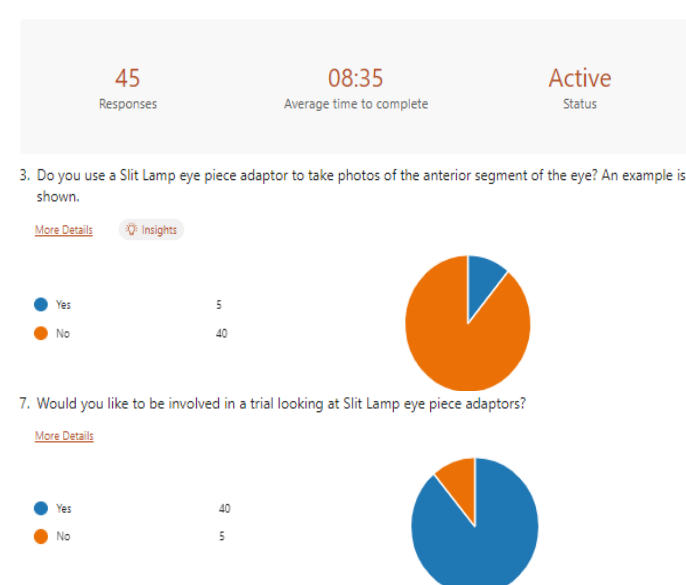 45 08:35 Active
Responses Average time to complete Status
3. Do you use a Slit Lamp eye piece adaptor to take photos of the anterior segment of the eye? An example is
shown.
More Details Insights
Yes 5
No 40
7. Would you like to be involved in a trial looking at Slit Lamp eye piece adaptors?
More Details
Yes 40
No 5